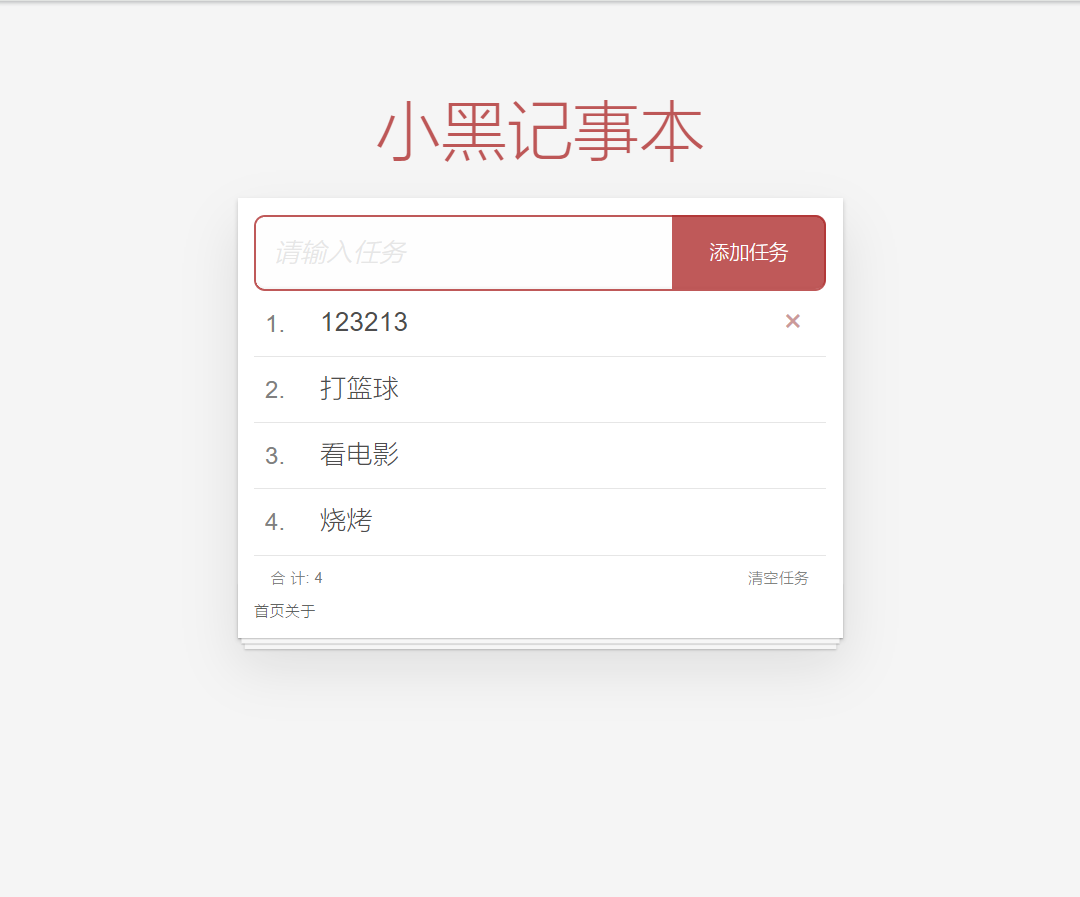 小黑记事本
请输入任务 添加任务
1. 123213 ×
2. 打篮球
3. 看电影
4. 烧烤
合 计: 4 清空任务
首页关于